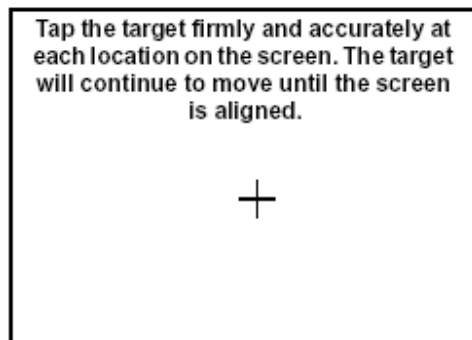 Tap the target firmly and accurately at
each location on the screen. The target
will continue to move until the screen
is aligned.